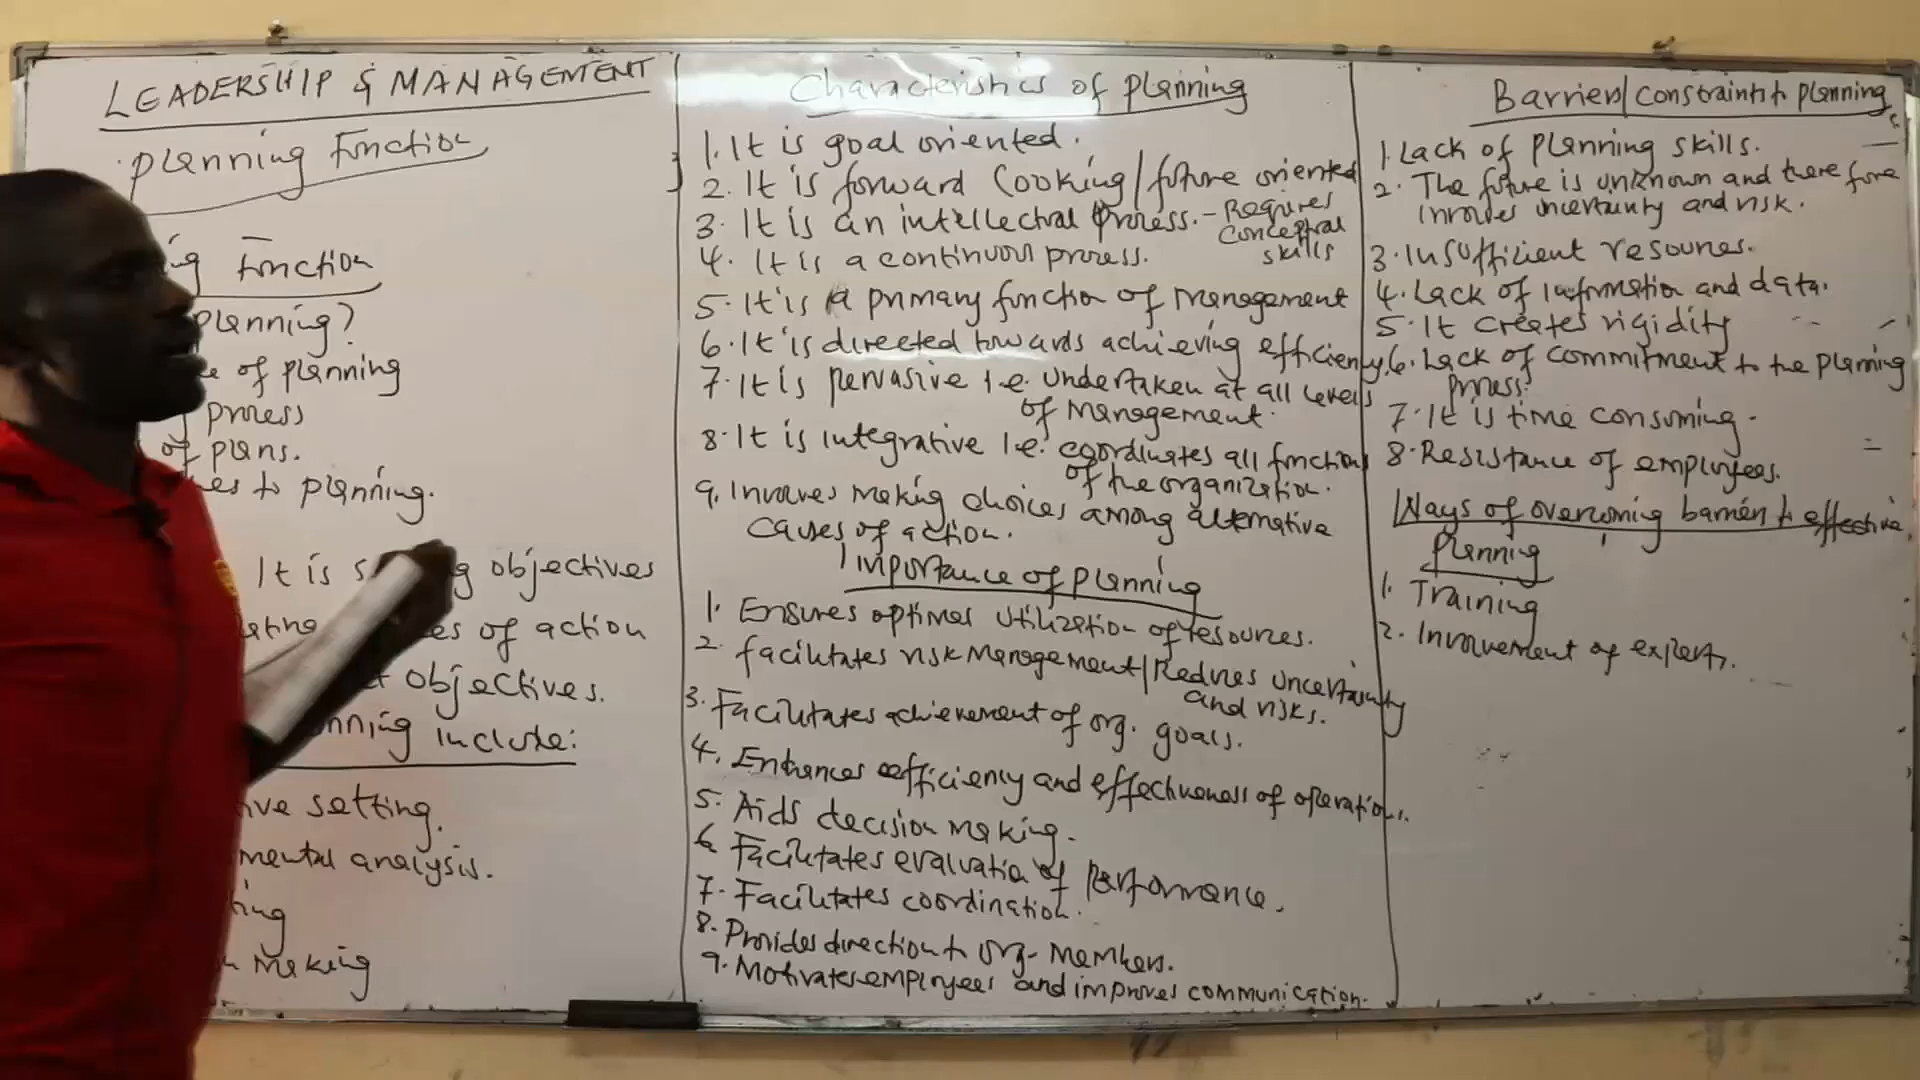 LEADERSHIP & MANAGEMENT
Planning Function
Function
planning?
of planning
process
of plans.
to planning.
It is objectives
of action
objectives.
include:
setting.
analysis.
making
Characteristics of planning
1. It is goal oriented.
2. It is forward looking/future oriented
3. It is an intellectual process. - Requires
conceptual
skills
4. It is a continuous process.
5. It is a primary function of management
6. It is directed towards achieving efficiency.
7. It is pervasive i.e. undertaken at all levels
of management.
8. It is integrative i.e. coordinates all functions
of the organization.
9. Involves making choices among alternative
causes of action.
Importance of planning
1. Ensures optimal utilization of resources.
2. Facilitates risk management/Reduces uncertainty
and risks.
3. Facilitates achievement of org. goals.
4. Enhances efficiency and effectiveness of operations.
5. Aids decision making.
6. Facilitates evaluation of performance.
7. Facilitates coordination.
8. Provides direction to org. members.
9. Motivates employees and improves communication.
Barriers/constraints to planning
1. Lack of planning skills.
2. The future is unknown and therefore
involves uncertainty and risk.
3. Insufficient resources.
4. Lack of information and data.
5. It creates rigidity
6. Lack of commitment to the planning
process.
7. It is time consuming.
8. Resistance of employees.
Ways of overcoming barriers to effective
planning
1. Training
2. Involvement of experts.